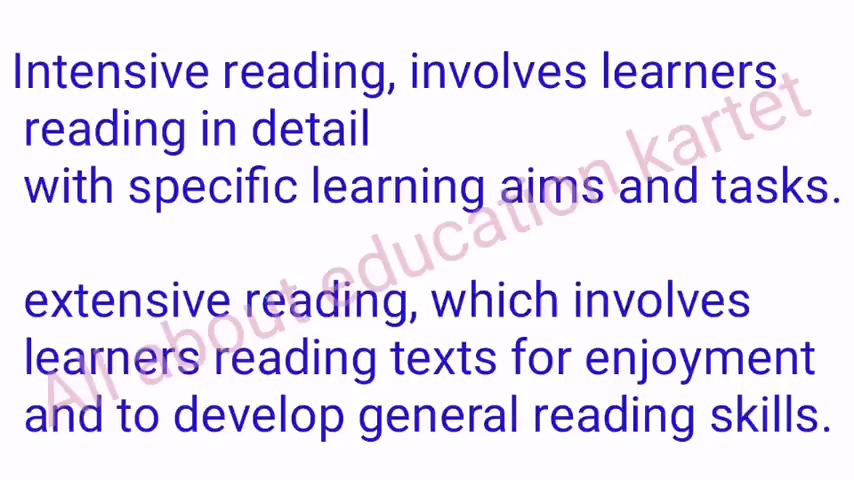 Intensive reading, involves learners
reading in detail
with specific learning aims and tasks.
extensive reading, which involves
learners reading texts for enjoyment
and to develop general reading skills.
All about education kartet